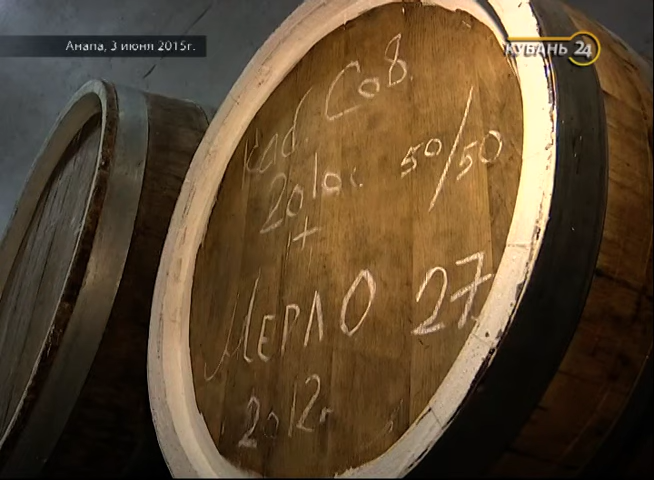 Анапа, 3 июня 2015г.
КУБАНЬ 24
Каб. Сов.
2010г. 50/50
+
МЕРЛО 27
2012г